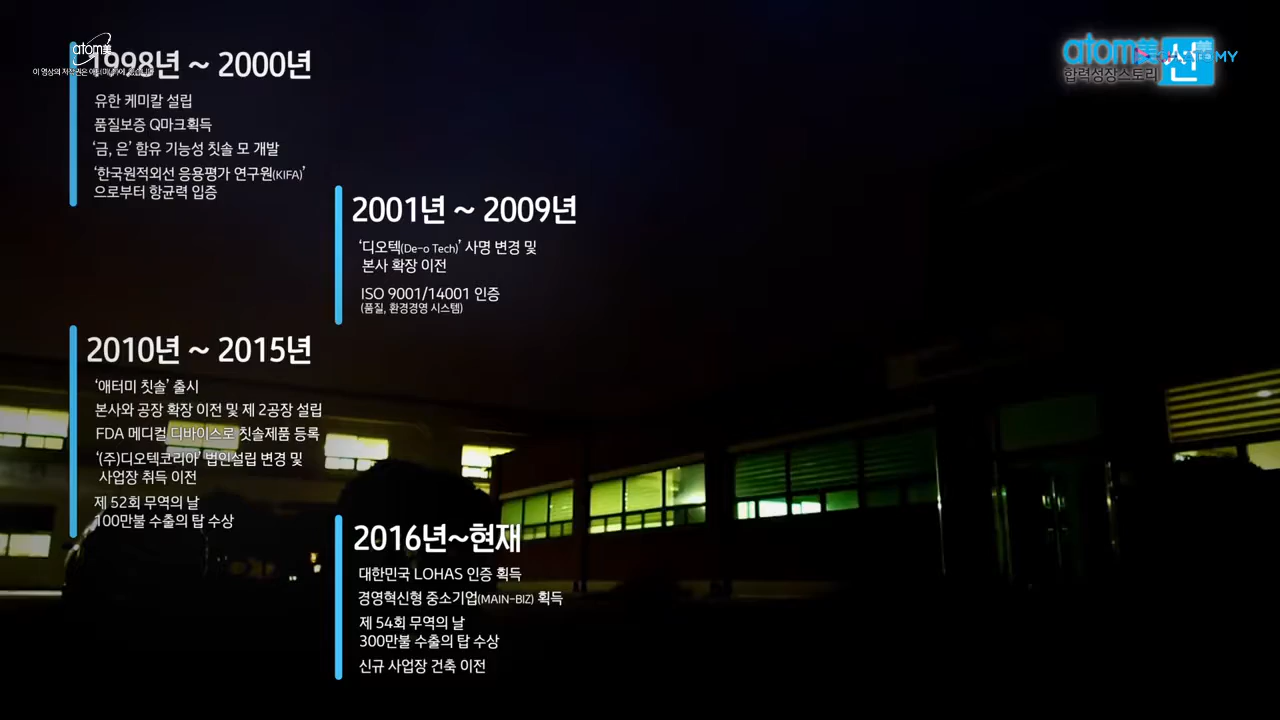 atom美
1998년 ~ 2000년
유한 케미칼 설립
품질보증 Q마크획득
‘금, 은’ 함유 기능성 칫솔 모 개발
‘한국원적외선 응용평가 연구원(KIFA)’
으로부터 항균력 입증
2001년 ~ 2009년
‘디오텍(De-o Tech)’ 사명 변경 및
본사 확장 이전
ISO 9001/14001 인증
(품질, 환경경영 시스템)
2010년 ~ 2015년
‘애터미 칫솔’ 출시
본사와 공장 확장 이전 및 제 2공장 설립
FDA 메디컬 디바이스로 칫솔제품 등록
‘(주)디오텍코리아’ 법인설립 변경 및
사업장 취득 이전
제 52회 무역의 날
100만불 수출의 탑 수상
2016년~현재
대한민국 LOHAS 인증 획득
경영혁신형 중소기업(MAIN-BIZ) 획득
제 54회 무역의 날
300만불 수출의 탑 수상
신규 사업장 건축 이전
atom美
합력성장스토리 선